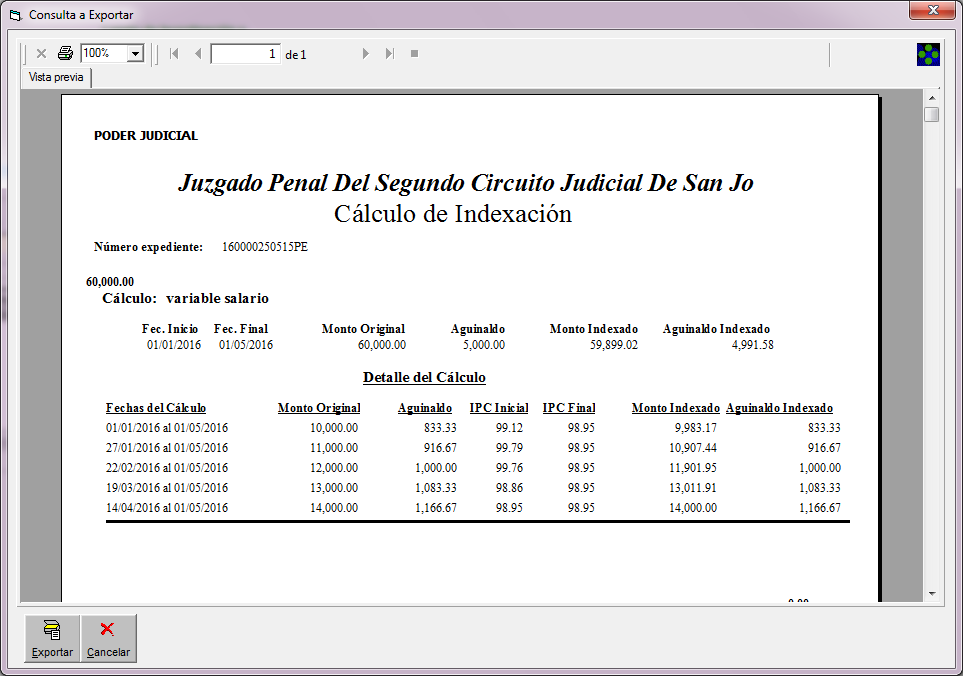 Consulta a Exportar
100% 1 de 1
Vista previa
PODER JUDICIAL
Juzgado Penal Del Segundo Circuito Judicial De San Jo
Cálculo de Indexación
Número expediente: 160000250515PE
60,000.00
Cálculo: variable salario
Fec. Inicio Fec. Final Monto Original Aguinaldo Monto Indexado Aguinaldo Indexado
01/01/2016 01/05/2016 60,000.00 5,000.00 59,899.02 4,991.58
Detalle del Cálculo
Fechas del Cálculo Monto Original Aguinaldo IPC Inicial IPC Final Monto Indexado Aguinaldo Indexado
01/01/2016 al 01/05/2016 10,000.00 833.33 99.12 98.95 9,983.17 833.33
27/01/2016 al 01/05/2016 11,000.00 916.67 99.79 98.95 10,907.44 916.67
22/02/2016 al 01/05/2016 12,000.00 1,000.00 99.76 98.95 11,901.95 1,000.00
19/03/2016 al 01/05/2016 13,000.00 1,083.33 98.86 98.95 13,011.91 1,083.33
14/04/2016 al 01/05/2016 14,000.00 1,166.67 98.95 98.95 14,000.00 1,166.67
Exportar Cancelar